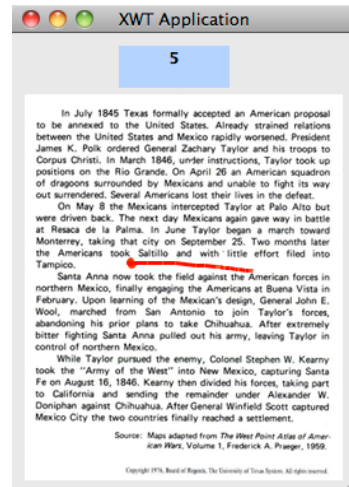 XWT Application
5
In July 1845 Texas formally accepted an American proposal
to be annexed to the United States. Already strained relations
between the United States and Mexico rapidly worsened. President
James K. Polk ordered General Zachary Taylor and his troops to
Corpus Christi. In March 1846, under instructions, Taylor took up
positions on the Rio Grande. On April 26 an American squadron
of dragoons surrounded by Mexicans and unable to fight its way
out surrendered. Several Americans lost their lives in the defeat.
On May 8 the Mexicans intercepted Taylor at Palo Alto but
were driven back. The next day Mexicans again gave way in battle
at Resaca de la Palma. In June Taylor began a march toward
Monterrey, taking that city on September 25. Two months later
the Americans took Saltillo and with little effort filed into
Tampico.
Santa Anna now took the field against the American forces in
northern Mexico, finally engaging the Americans at Buena Vista in
February. Upon learning of the Mexican's design, General John E.
Wool, marched from San Antonio to join Taylor's forces,
abandoning his prior plans to take Chihuahua. After extremely
bitter fighting Santa Anna pulled out his army, leaving Taylor in
control of northern Mexico.
While Taylor pursued the enemy, Colonel Stephen W. Kearny
took the "Army of the West" into New Mexico, capturing Santa
Fe on August 16, 1846. Kearny then divided his forces, taking part
to California and sending the remainder under Alexander W.
Doniphan against Chihuahua. After General Winfield Scott captured
Mexico City the two countries finally reached a settlement.
Source: Maps adapted from The West Point Atlas of Amer-
ican Wars, Volume 1, Frederick A. Praeger, 1959.
Copyright 1976, Board of Regents, The University of Texas System. All rights reserved.